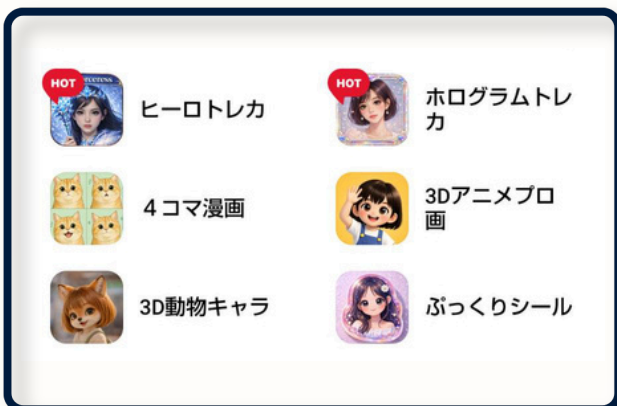 HOT
ヒーロトレカ
HOT
ホログラムトレ
カ
4コマ漫画
3Dアニメプロ
画
3D動物キャラ
ぷっくりシール